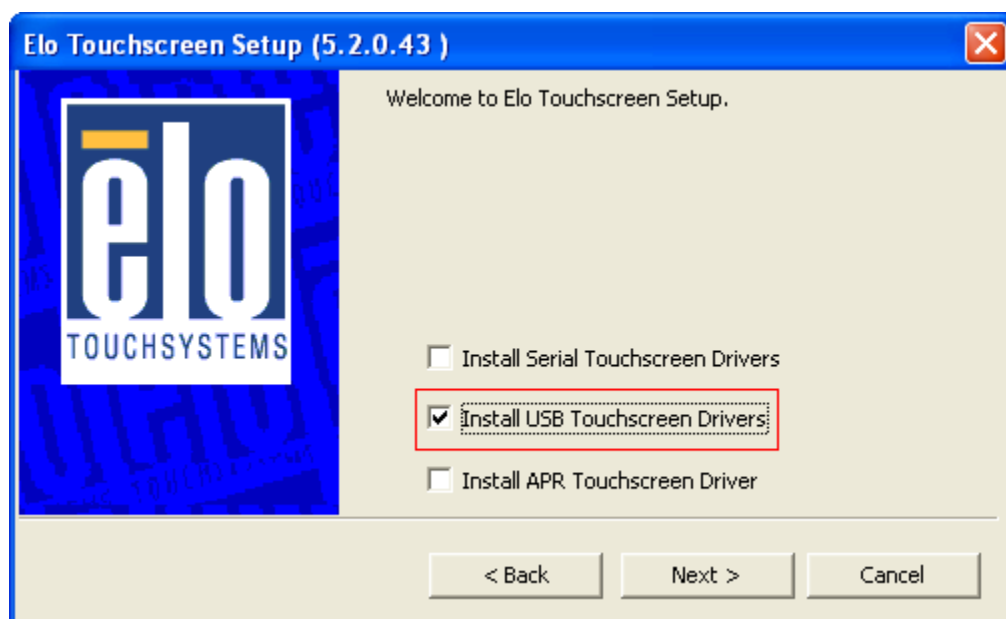 Elo Touchscreen Setup (5.2.0.43 )
Welcome to Elo Touchscreen Setup.
ēlo
TOUCHSYSTEMS
Install Serial Touchscreen Drivers
Install USB Touchscreen Drivers
Install APR Touchscreen Driver
< Back
Next >
Cancel